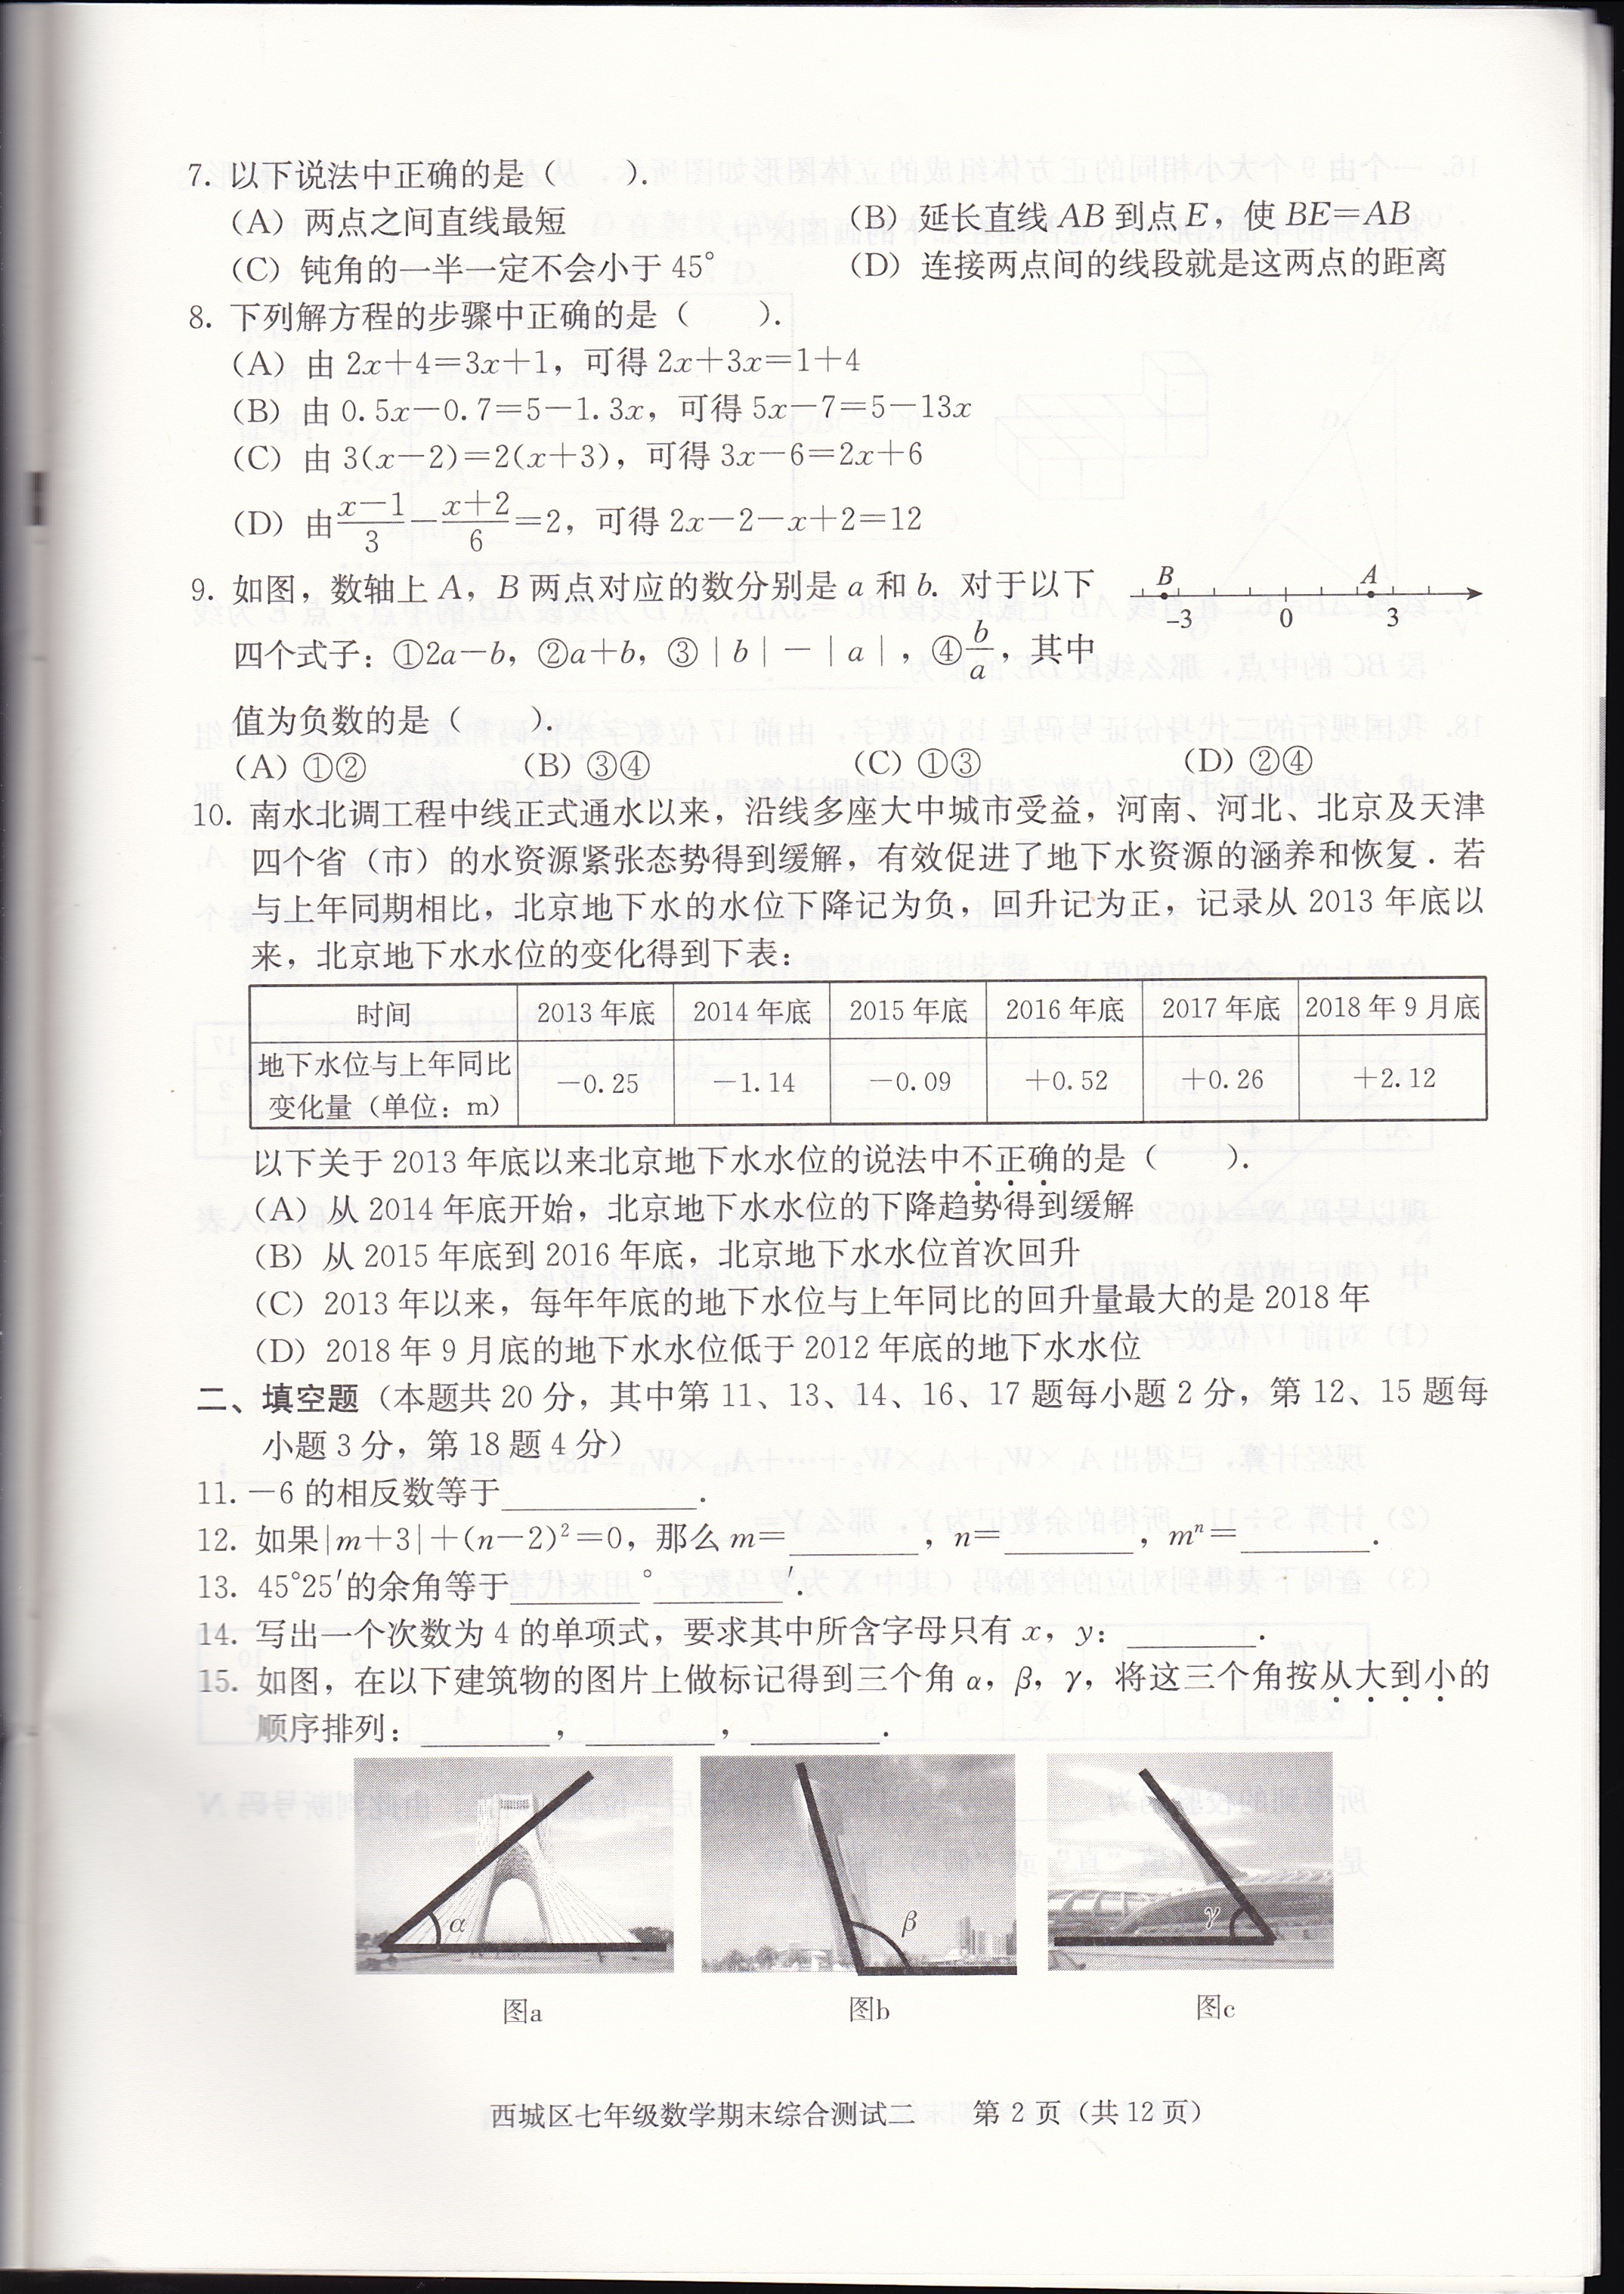 7. 以下说法中正确的是（　　）.
(A) 两点之间直线最短　(B) 延长直线 AB 到点 E，使 BE=AB
(C) 钝角的一半一定不会小于 45°　(D) 连接两点间的线段就是这两点的距离
8. 下列解方程的步骤中正确的是（　　）.
(A) 由 2x+4=3x+1，可得 2x+3x=1+4
(B) 由 0.5x-0.7=5-1.3x，可得 5x-7=5-13x
(C) 由 3(x-2)=2(x+3)，可得 3x-6=2x+6
(D) 由 (x-1)/3 - (x+2)/6 =2，可得 2x-2-x+2=12
9. 如图，数轴上 A，B 两点对应的数分别是 a 和 b. 对于以下
B A
-3 0 3
四个式子：①2a-b，②a+b，③|b|-|a|，④b/a，其中
值为负数的是（　　）.
(A) ①②　(B) ③④　(C) ①③　(D) ②④
10. 南水北调工程中线正式通水以来，沿线多座大中城市受益，河南、河北、北京及天津
四个省（市）的水资源紧张态势得到缓解，有效促进了地下水资源的涵养和恢复．若
与上年同期相比，北京地下水的水位下降记为负，回升记为正，记录从 2013 年底以
来，北京地下水水位的变化得到下表：
时间　2013 年底　2014 年底　2015 年底　2016 年底　2017 年底　2018 年 9 月底
地下水位与上年同比
变化量（单位：m）　-0.25　-1.14　-0.09　+0.52　+0.26　+2.12
以下关于 2013 年底以来北京地下水水位的说法中不正确的是（　　）.
(A) 从 2014 年底开始，北京地下水水位的下降趋势得到缓解
(B) 从 2015 年底到 2016 年底，北京地下水水位首次回升
(C) 2013 年以来，每年年底的地下水位与上年同比的回升量最大的是 2018 年
(D) 2018 年 9 月底的地下水水位低于 2012 年底的地下水水位
二、填空题（本题共 20 分，其中第 11、13、14、16、17 题每小题 2 分，第 12、15 题每
小题 3 分，第 18 题 4 分）
11. -6 的相反数等于________.
12. 如果|m+3|+(n-2)²=0，那么 m=______，n=______，mⁿ=______.
13. 45°25′的余角等于______°______′.
14. 写出一个次数为 4 的单项式，要求其中所含字母只有 x，y：______.
15. 如图，在以下建筑物的图片上做标记得到三个角 α，β，γ，将这三个角按从大到小的
顺序排列：______，______，______.
α β γ
图a　图b　图c
西城区七年级数学期末综合测试二　第 2 页（共 12 页）